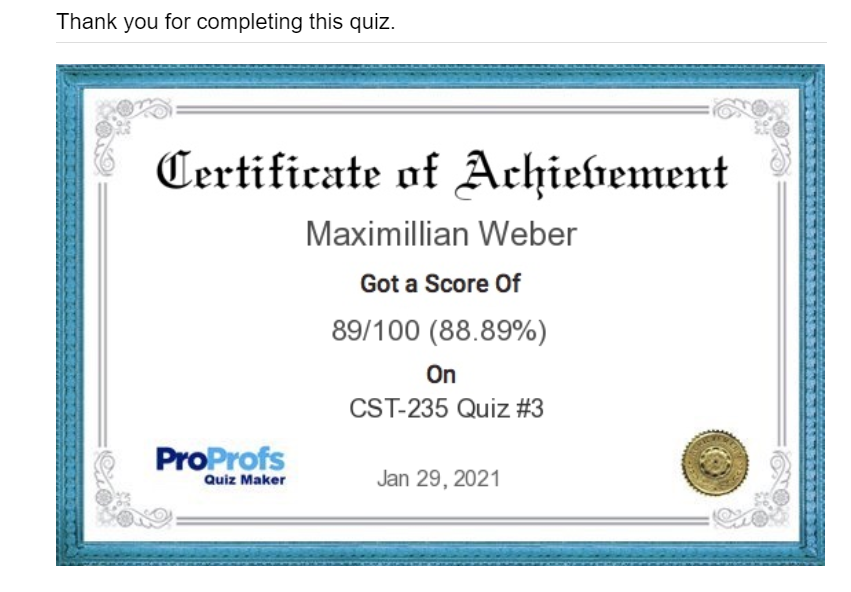 Thank you for completing this quiz.
Certificate of Achievement
Maximillian Weber
Got a Score Of
89/100 (88.89%)
On
CST-235 Quiz #3
ProProfs
Quiz Maker
Jan 29, 2021